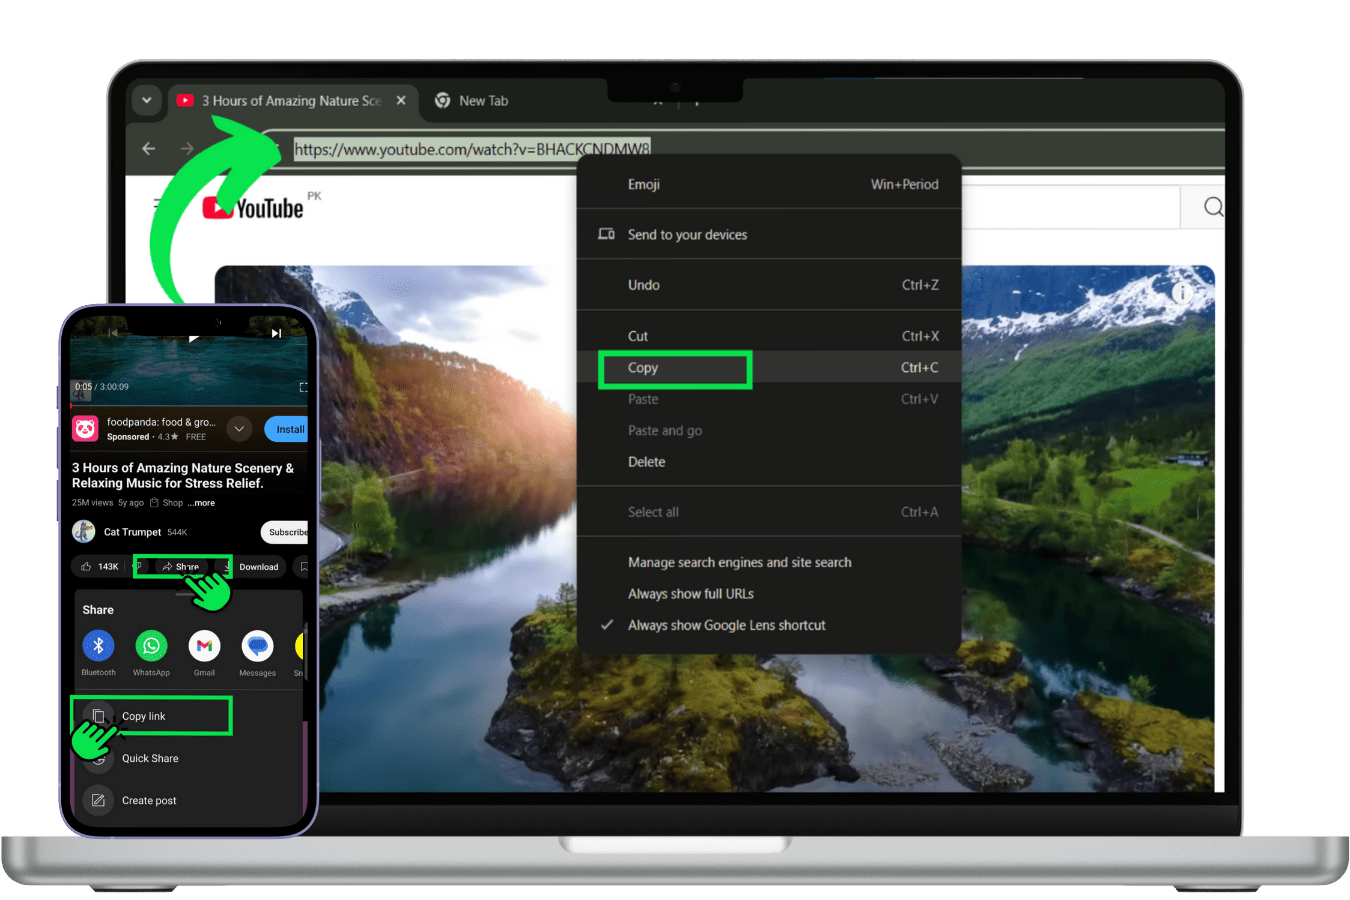 3 Hours of Amazing Nature Sce
New Tab
https://www.youtube.com/watch?v=BHACKCNDMW8
YouTube PK
Emoji Win+Period
Send to your devices
Undo Ctrl+Z
Cut Ctrl+X
Copy Ctrl+C
Paste Ctrl+V
Paste and go
Delete
Select all Ctrl+A
Manage search engines and site search
Always show full URLs
Always show Google Lens shortcut
0:05 / 3:00:09
foodpanda: food & gro...
Sponsored · 4.3★ FREE
Install
3 Hours of Amazing Nature Scenery &
Relaxing Music for Stress Relief.
25M views 5y ago Shop ...more
Cat Trumpet 544K
Subscribe
143K Share Download
Share
Bluetooth WhatsApp Gmail Messages Sn
Copy link
Quick Share
Create post